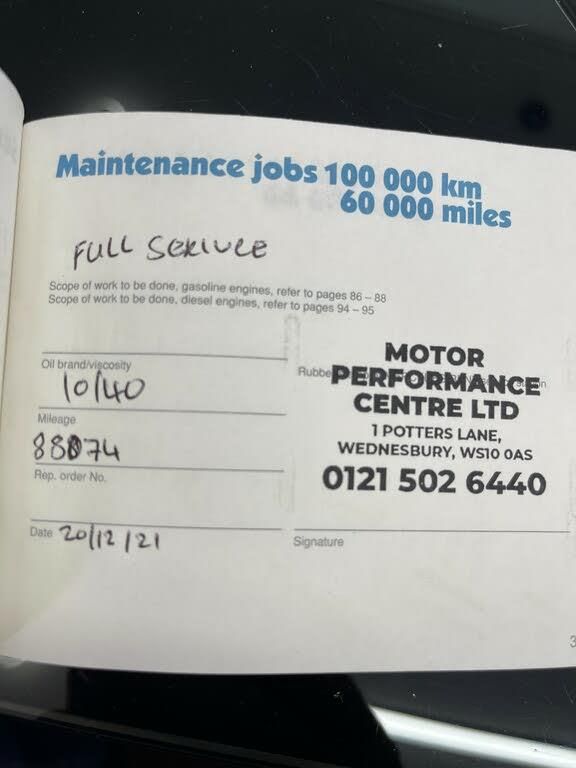 Maintenance jobs 100 000 km
60 000 miles
FULL SERIVCE
Scope of work to be done, gasoline engines, refer to pages 86 – 88
Scope of work to be done, diesel engines, refer to pages 94 – 95
Oil brand/viscosity
10/40
Mileage
88074
Rep. order No.
Date 20/12/21
MOTOR
PERFORMANCE
CENTRE LTD
1 POTTERS LANE,
WEDNESBURY, WS10 0AS
0121 502 6440
Signature